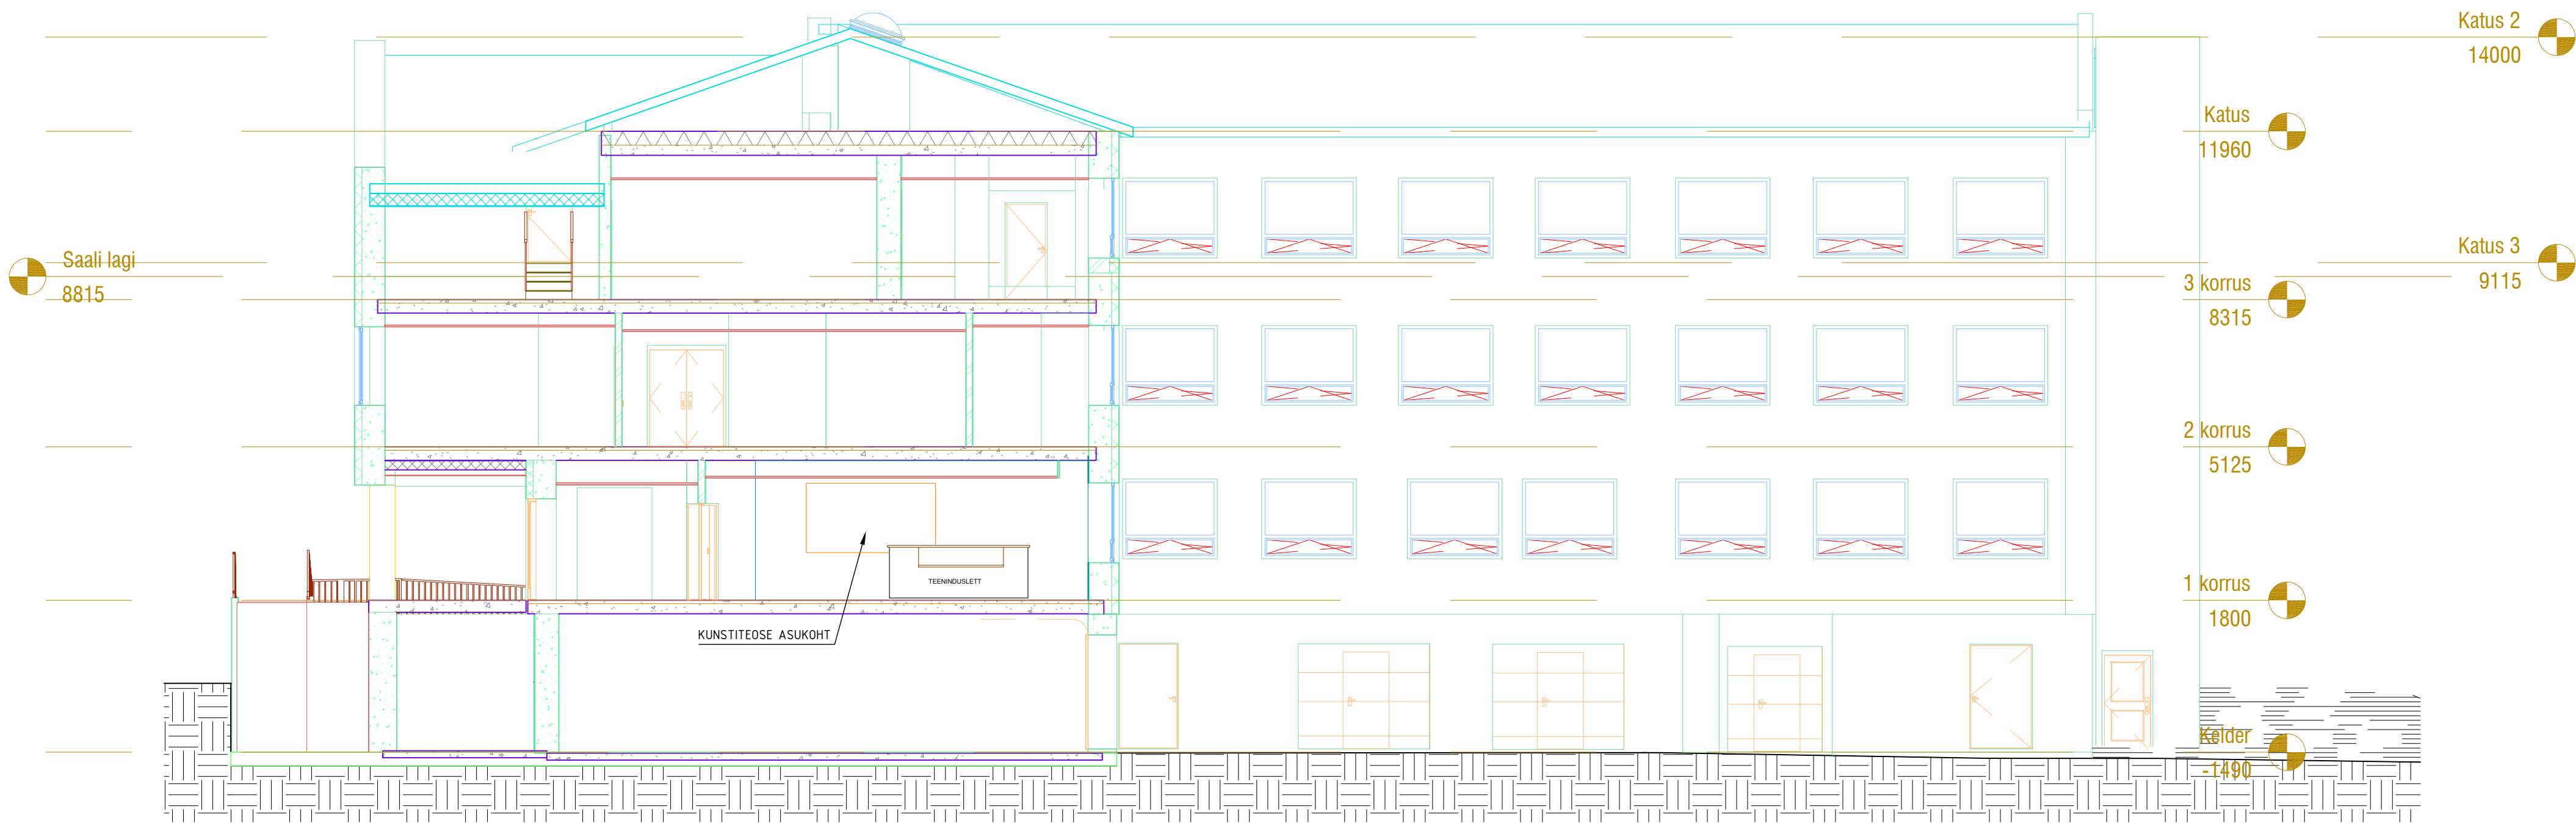 Katus 2
14000
Katus
11960
Saali lagi
8815
Katus 3
9115
3 korrus
8315
2 korrus
5125
1 korrus
1800
TEENINDUSLETT
KUNSTITEOSE ASUKOHT
Kelder
-1490